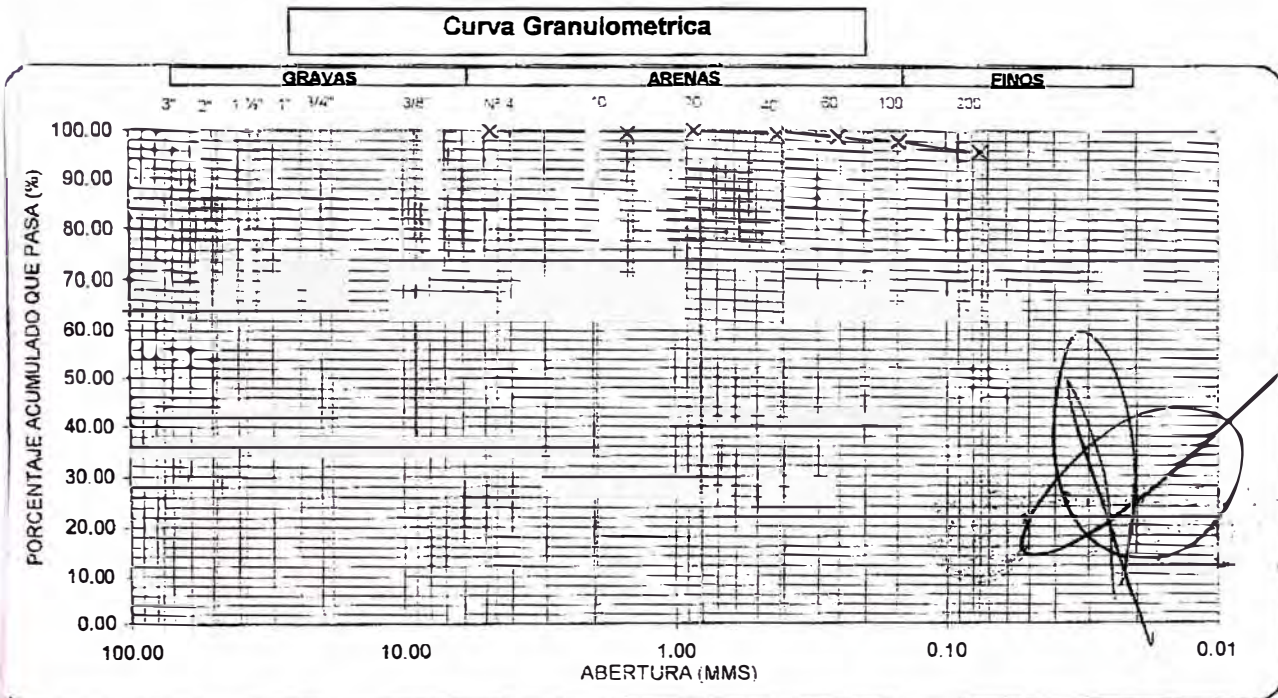 Curva Granulometrica
GRAVAS ARENAS FINOS
3" 2" 1 ½" 1" 3/4" 3/8" Nº 4 10 20 40 60 100 200
PORCENTAJE ACUMULADO QUE PASA (%)
100.00
90.00
80.00
70.00
60.00
50.00
40.00
30.00
20.00
10.00
0.00
100.00 10.00 1.00 0.10 0.01
ABERTURA (MMS)